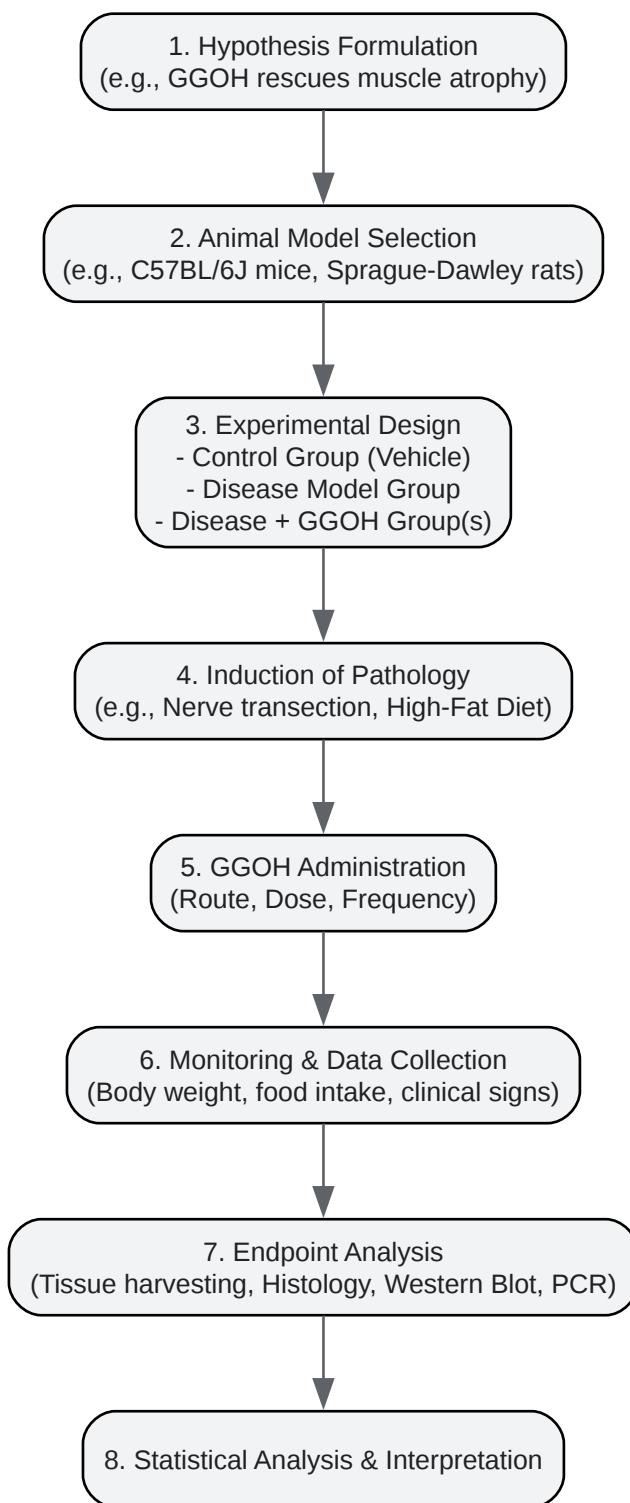 1. Hypothesis Formulation
(e.g., GGOH rescues muscle atrophy)
2. Animal Model Selection
(e.g., C57BL/6J mice, Sprague-Dawley rats)
3. Experimental Design
- Control Group (Vehicle)
- Disease Model Group
- Disease + GGOH Group(s)
4. Induction of Pathology
(e.g., Nerve transection, High-Fat Diet)
5. GGOH Administration
(Route, Dose, Frequency)
6. Monitoring & Data Collection
(Body weight, food intake, clinical signs)
7. Endpoint Analysis
(Tissue harvesting, Histology, Western Blot, PCR)
8. Statistical Analysis & Interpretation